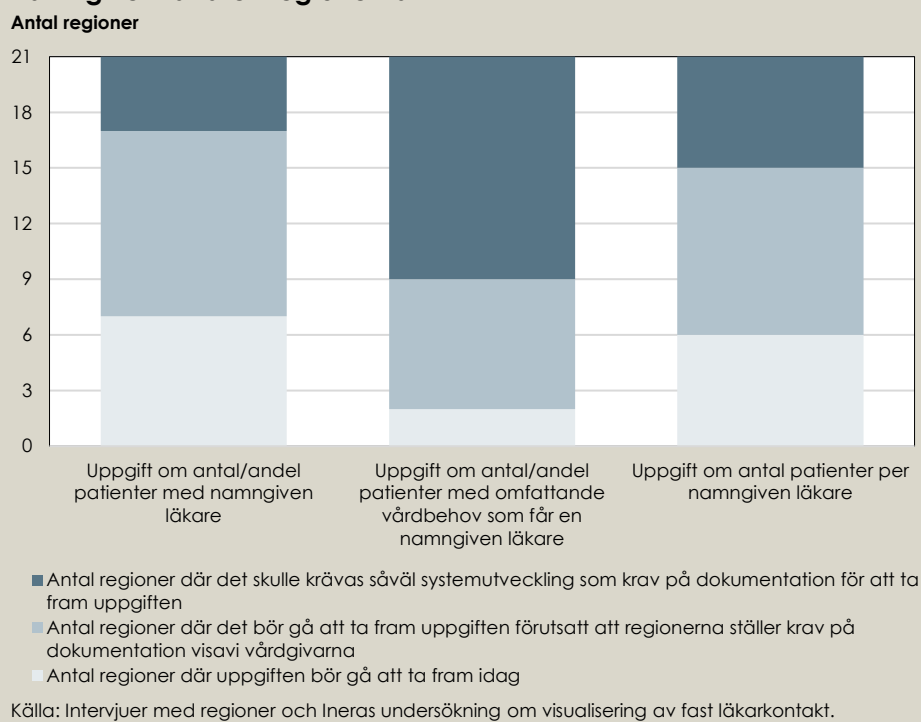 Antal regioner
21
18
15
12
9
6
3
0
Uppgift om antal/andel
patienter med namngiven
läkare
Uppgift om antal/andel
patienter med omfattande
vårdbehov som får en
namngiven läkare
Uppgift om antal patienter per
namngiven läkare
Antal regioner där det skulle krävas såväl systemutveckling som krav på dokumentation för att ta
fram uppgiften
Antal regioner där det bör gå att ta fram uppgiften förutsatt att regionerna ställer krav på
dokumentation visavi vårdgivarna
Antal regioner där uppgiften bör gå att ta fram idag
Källa: Intervjuer med regioner och Ineras undersökning om visualisering av fast läkarkontakt.